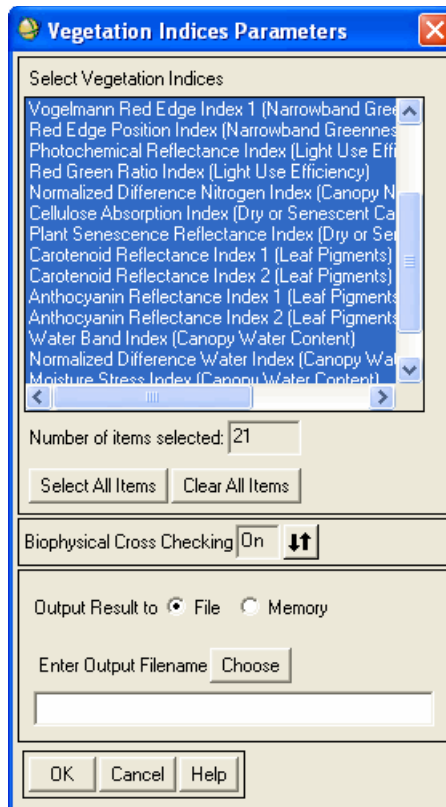 Vegetation Indices Parameters
Select Vegetation Indices
Vogelmann Red Edge Index 1 (Narrowband Gree
Red Edge Position Index (Narrowband Greennes
Photochemical Reflectance Index (Light Use Effi
Red Green Ratio Index (Light Use Efficiency)
Normalized Difference Nitrogen Index (Canopy N
Cellulose Absorption Index (Dry or Senescent Ca
Plant Senescence Reflectance Index (Dry or Ser
Carotenoid Reflectance Index 1 (Leaf Pigments)
Carotenoid Reflectance Index 2 (Leaf Pigments)
Anthocyanin Reflectance Index 1 (Leaf Pigments
Anthocyanin Reflectance Index 2 (Leaf Pigments
Water Band Index (Canopy Water Content)
Normalized Difference Water Index (Canopy Wat
Moisture Stress Index (Canopy Water Content)
Number of items selected: 21
Select All Items Clear All Items
Biophysical Cross Checking On
Output Result to File Memory
Enter Output Filename Choose
OK Cancel Help